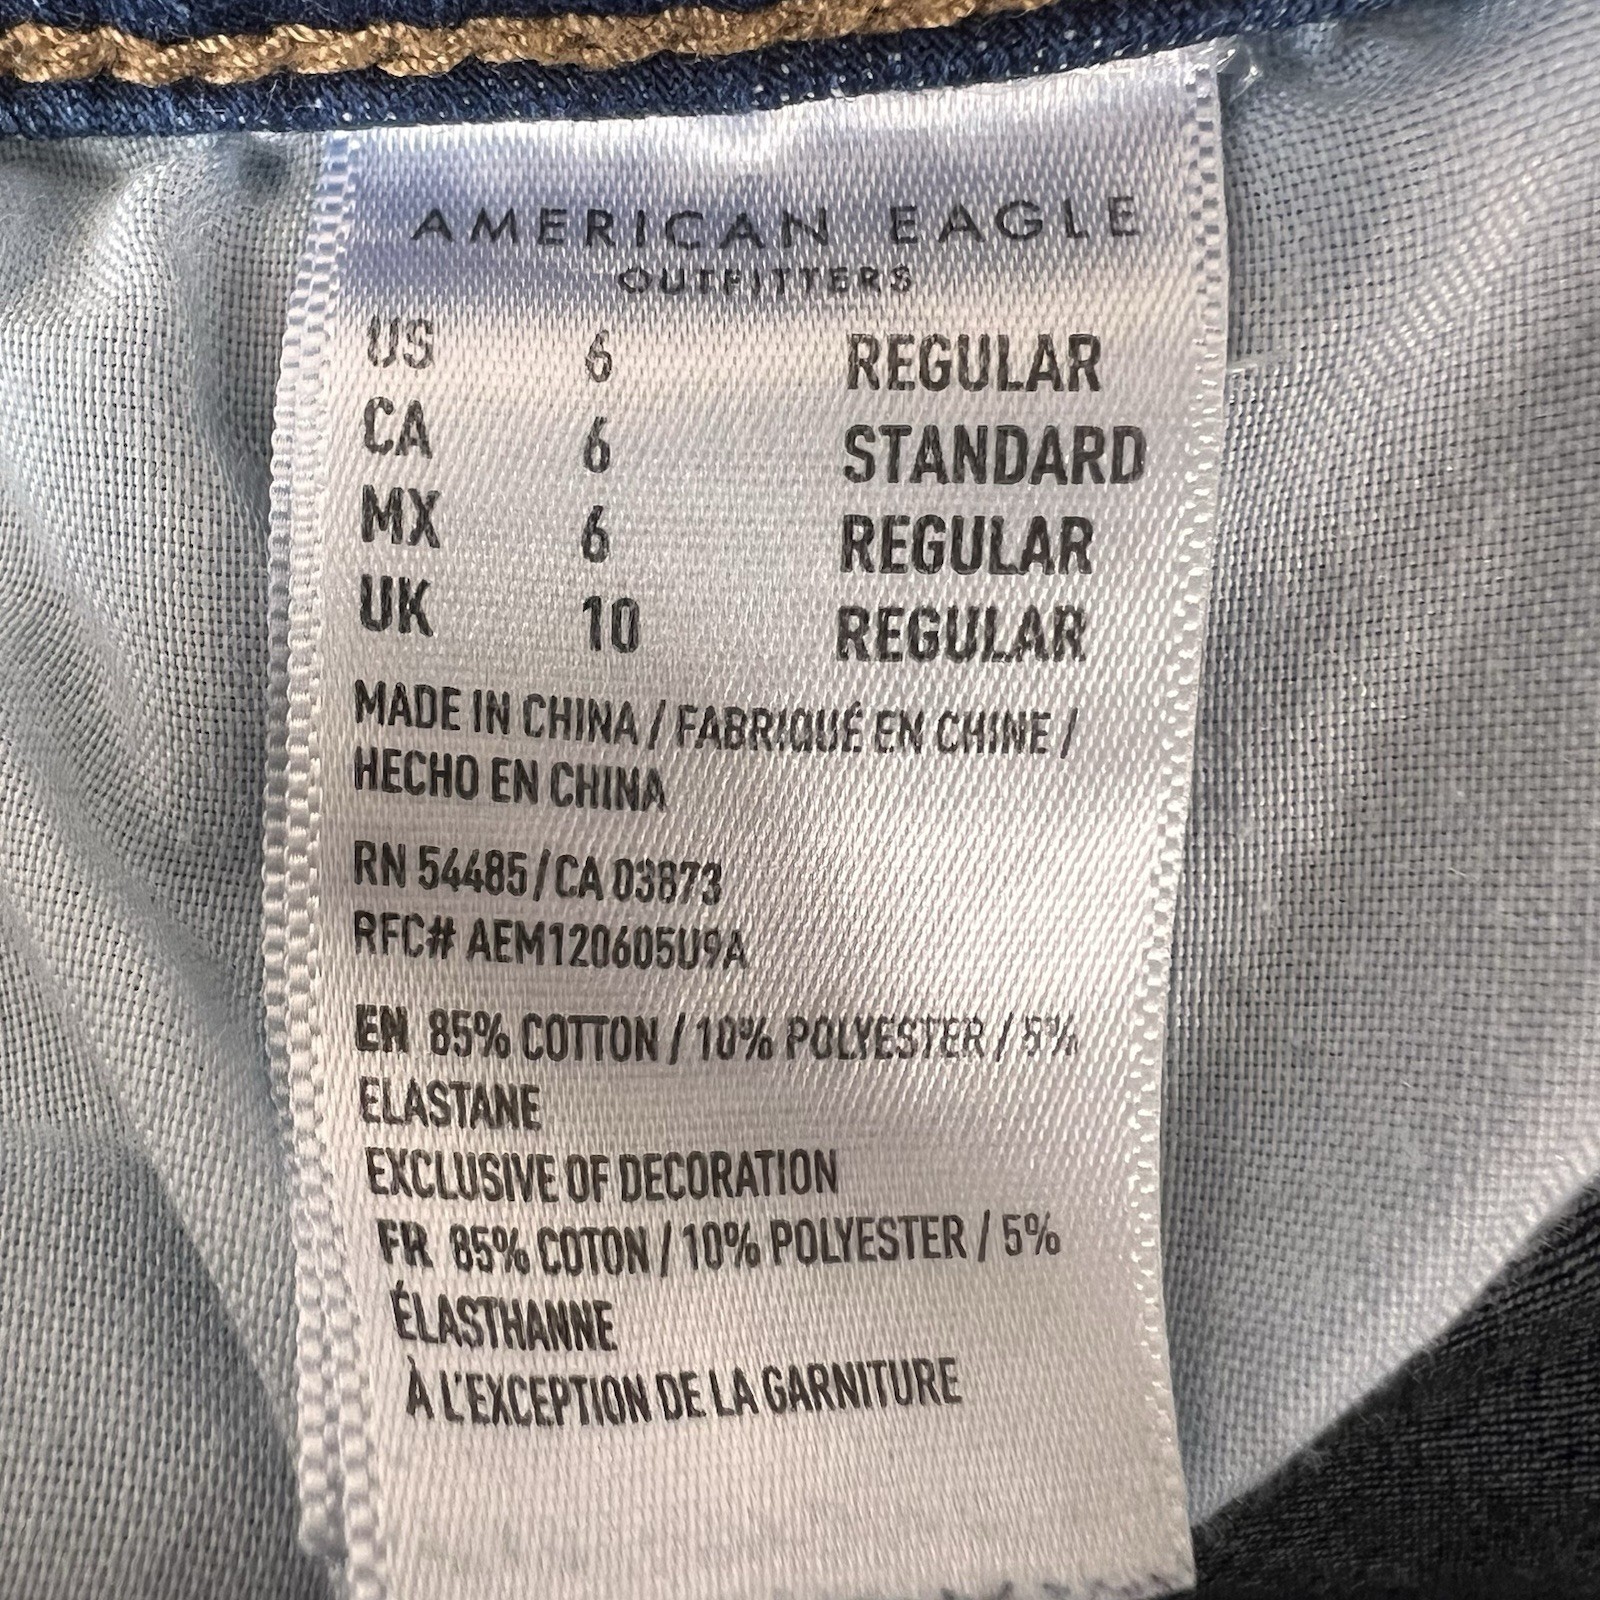 AMERICAN EAGLE
OUTFITTERS
US 6 REGULAR
CA 6 STANDARD
MX 6 REGULAR
UK 10 REGULAR
MADE IN CHINA / FABRIQUÉ EN CHINE /
HECHO EN CHINA
RN 54485 / CA 03873
RFC# AEM120605U9A
EN 85% COTTON / 10% POLYESTER / 5%
ELASTANE
EXCLUSIVE OF DECORATION
FR 85% COTON / 10% POLYESTER / 5%
ÉLASTHANNE
À L'EXCEPTION DE LA GARNITURE